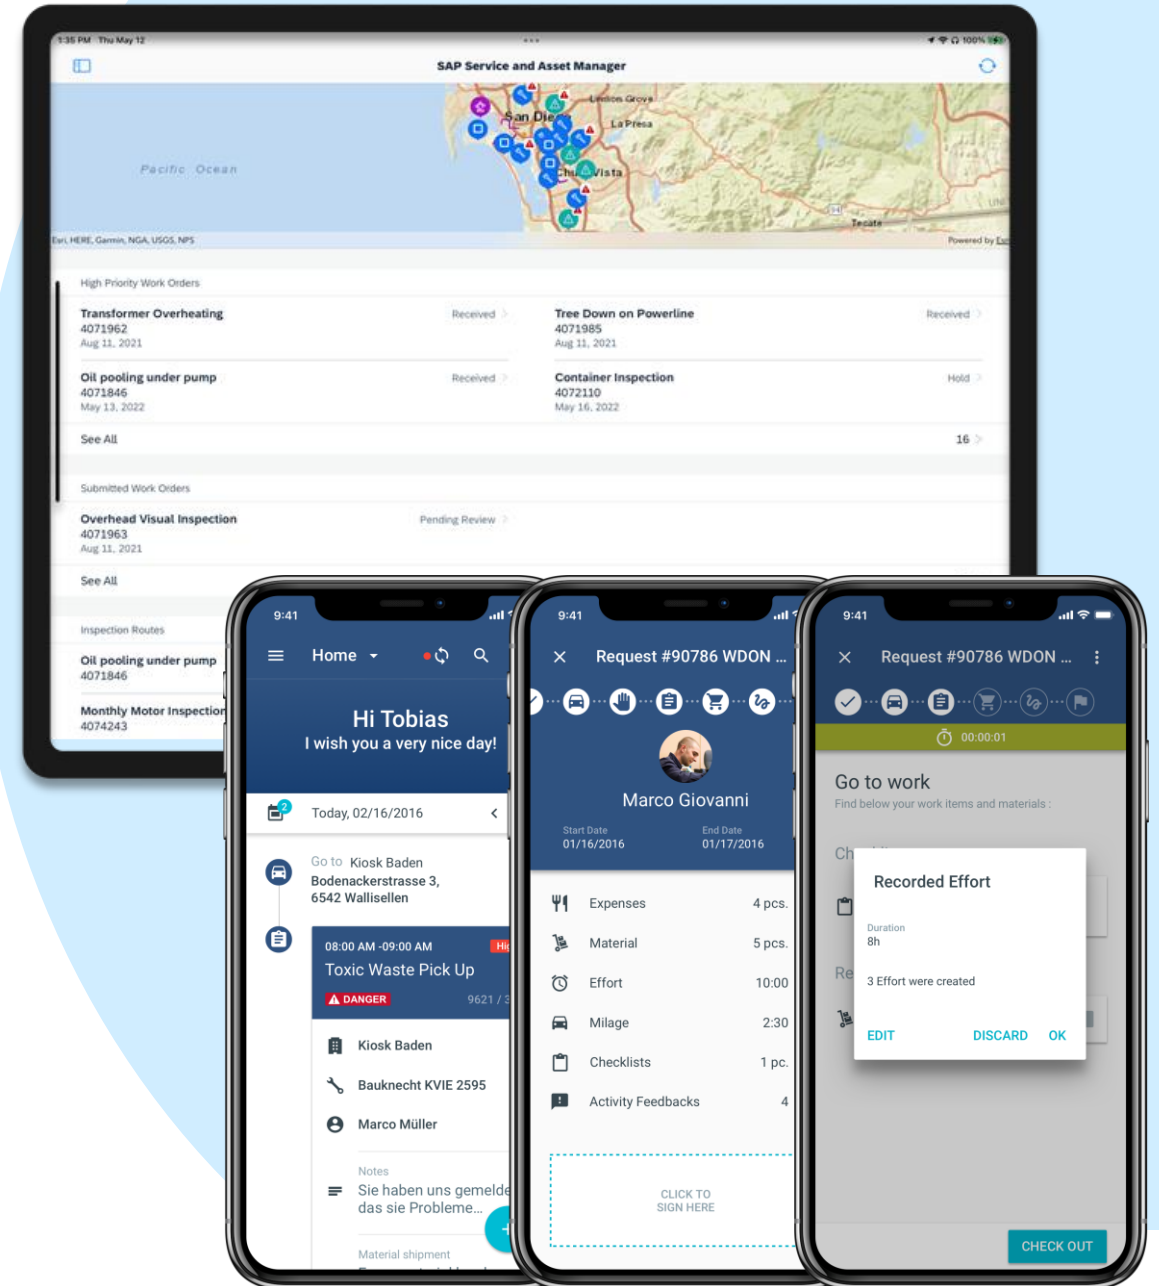 1:35 PM Thu May 12
100%
SAP Service and Asset Manager
Lemon Grove
San Diego
La Presa
Pacific Ocean
Chula Vista
94
Tecate
Esri, HERE, Garmin, NGA, USGS, NPS
Powered by Esri
High Priority Work Orders
Transformer Overheating
Received
4071962
Aug 11, 2021
Tree Down on Powerline
Received
4071985
Aug 11, 2021
Oil pooling under pump
Received
4071846
May 13, 2022
Container Inspection
Hold
4072110
May 16, 2022
See All
16
Submitted Work Orders
Overhead Visual Inspection
Pending Review
4071963
Aug 11, 2021
See All
Inspection Routes
Oil pooling under pump
4071846
Monthly Motor Inspection
4074243
9:41
Home
Hi Tobias
I wish you a very nice day!
2
Today, 02/16/2016
Go to Kiosk Baden
Bodenackerstrasse 3,
6542 Wallisellen
08:00 AM -09:00 AM
Toxic Waste Pick Up
DANGER
9621 / 3
Kiosk Baden
Bauknecht KVIE 2595
Marco Müller
Notes
Sie haben uns gemelde
das sie Probleme...
Material shipment
9:41
Request #90786 WDON ...
Marco Giovanni
Start Date
01/16/2016
End Date
01/17/2016
Expenses 4 pcs.
Material 5 pcs.
Effort 10:00
Milage 2:30
Checklists 1 pc.
Activity Feedbacks 4
CLICK TO
SIGN HERE
9:41
Request #90786 WDON ...
00:00:01
Go to work
Find below your work items and materials :
Ch
Recorded Effort
Duration
8h
Re
3 Effort were created
EDIT DISCARD OK
CHECK OUT